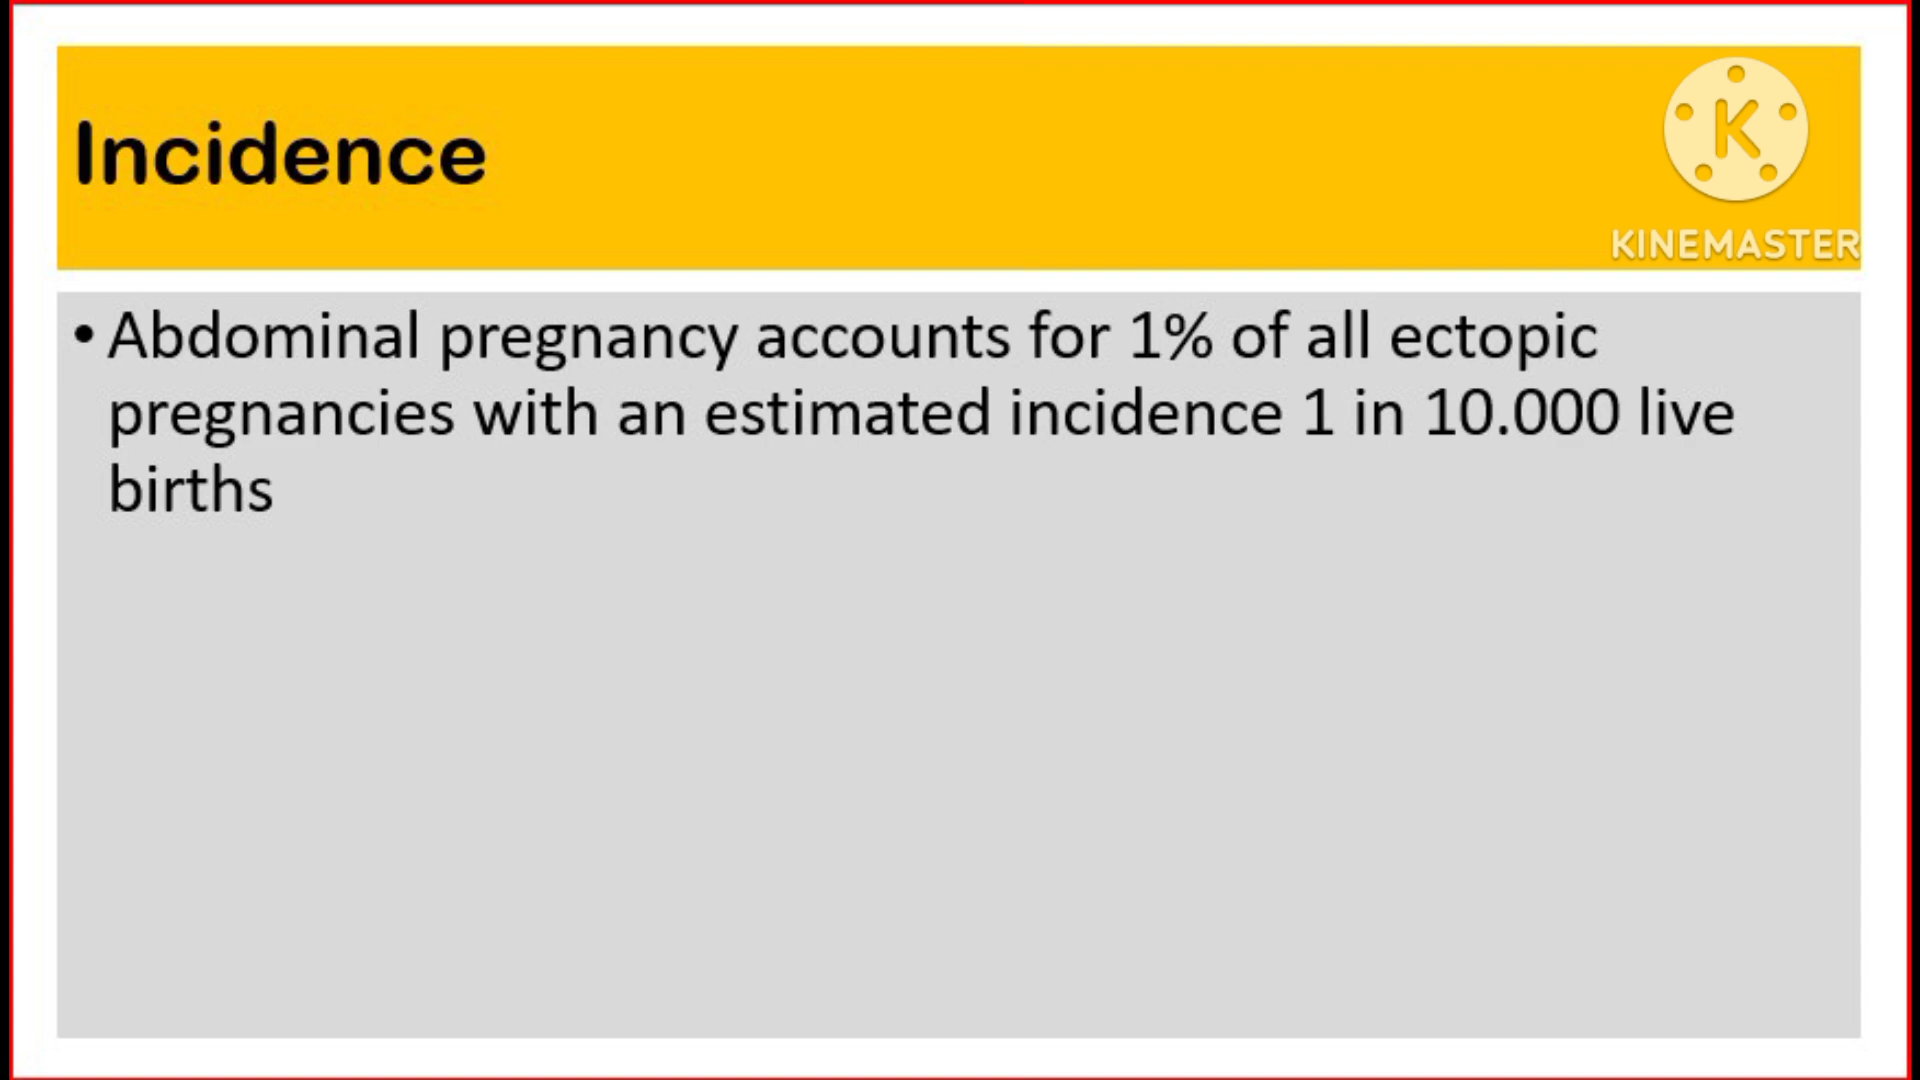 Incidence
K
KINEMASTER
• Abdominal pregnancy accounts for 1% of all ectopic
pregnancies with an estimated incidence 1 in 10.000 live
births